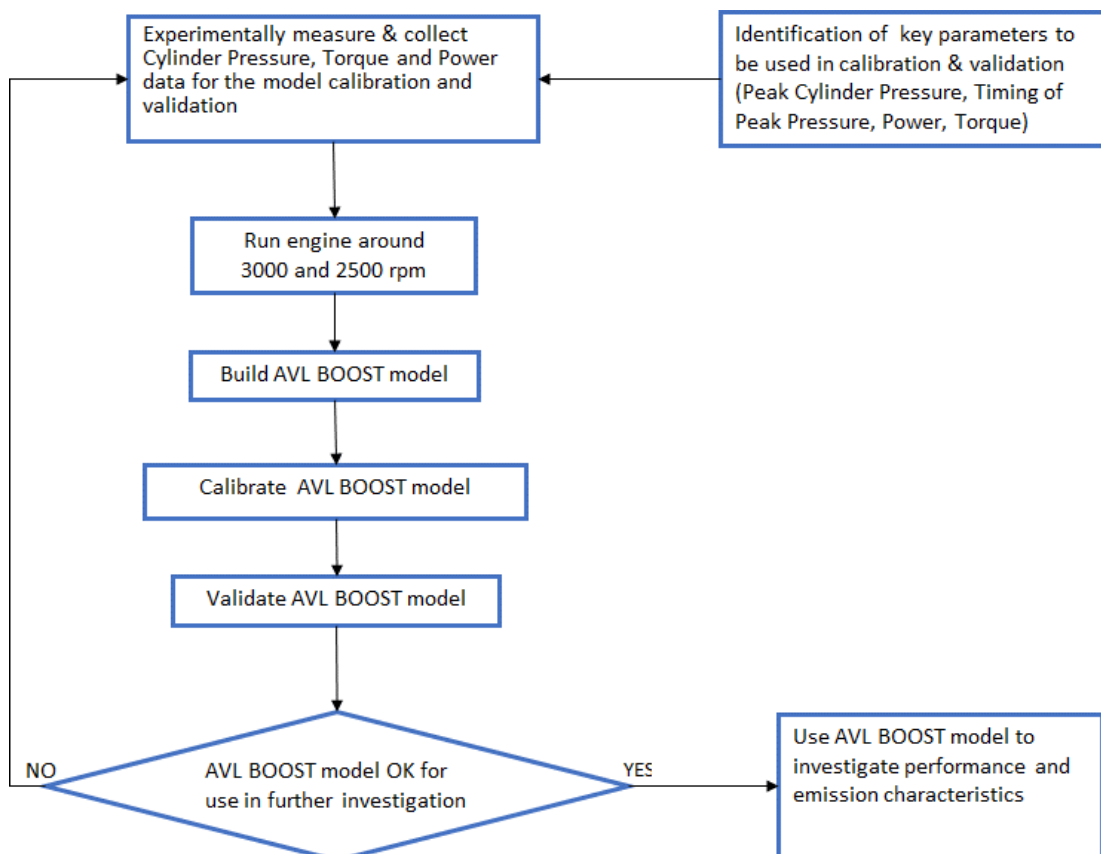 Experimentally measure & collect
Cylinder Pressure, Torque and Power
data for the model calibration and
validation
Identification of key parameters to
be used in calibration & validation
(Peak Cylinder Pressure, Timing of
Peak Pressure, Power, Torque)
Run engine around
3000 and 2500 rpm
Build AVL BOOST model
Calibrate AVL BOOST model
Validate AVL BOOST model
NO
AVL BOOST model OK for
use in further investigation
YES
Use AVL BOOST model to
investigate performance and
emission characteristics